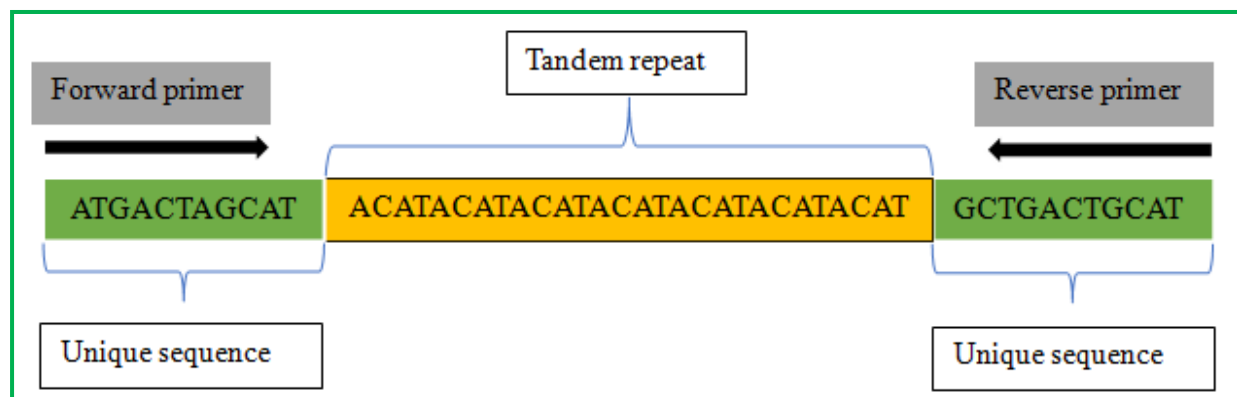 Tandem repeat
Forward primer
Reverse primer
ATGACTAGCAT
ACATACATACATACATACATACATACAT
GCTGACTGCAT
Unique sequence
Unique sequence